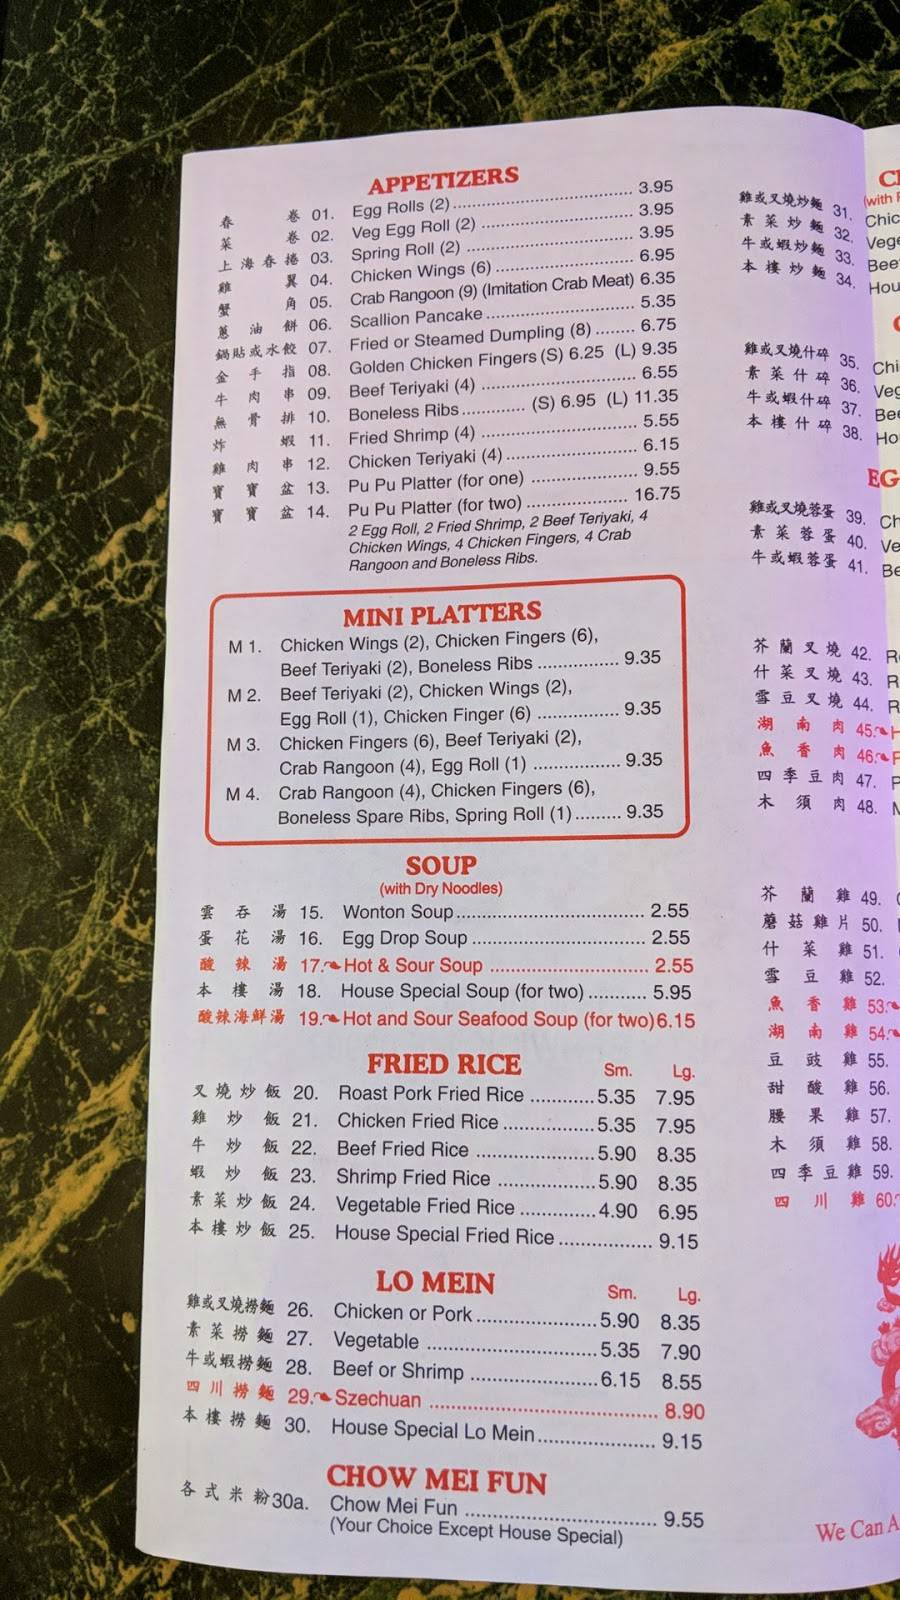 APPETIZERS
春 卷 01. Egg Rolls (2) 3.95
菜 卷 02. Veg Egg Roll (2) 3.95
上海春捲 03. Spring Roll (2) 3.95
雞 翼 04. Chicken Wings (6) 6.95
蟹 角 05. Crab Rangoon (9) (Imitation Crab Meat) 6.35
蔥油餅 06. Scallion Pancake 5.35
鍋貼或水餃 07. Fried or Steamed Dumpling (8) 6.75
金手指 08. Golden Chicken Fingers (S) 6.25 (L) 9.35
牛肉串 09. Beef Teriyaki (4) 6.55
無骨排 10. Boneless Ribs (S) 6.95 (L) 11.35
炸 蝦 11. Fried Shrimp (4) 5.55
雞肉串 12. Chicken Teriyaki (4) 6.15
寶寶盆 13. Pu Pu Platter (for one) 9.55
寶寶盆 14. Pu Pu Platter (for two) 16.75
2 Egg Roll, 2 Fried Shrimp, 2 Beef Teriyaki, 4
Chicken Wings, 4 Chicken Fingers, 4 Crab
Rangoon and Boneless Ribs.
MINI PLATTERS
M 1. Chicken Wings (2), Chicken Fingers (6),
Beef Teriyaki (2), Boneless Ribs 9.35
M 2. Beef Teriyaki (2), Chicken Wings (2),
Egg Roll (1), Chicken Finger (6) 9.35
M 3. Chicken Fingers (6), Beef Teriyaki (2),
Crab Rangoon (4), Egg Roll (1) 9.35
M 4. Crab Rangoon (4), Chicken Fingers (6),
Boneless Spare Ribs, Spring Roll (1) 9.35
SOUP
(with Dry Noodles)
雲吞湯 15. Wonton Soup 2.55
蛋花湯 16. Egg Drop Soup 2.55
酸辣湯 17. Hot & Sour Soup 2.55
本樓湯 18. House Special Soup (for two) 5.95
酸辣海鮮湯 19. Hot and Sour Seafood Soup (for two) 6.15
FRIED RICE Sm. Lg.
叉燒炒飯 20. Roast Pork Fried Rice 5.35 7.95
雞炒飯 21. Chicken Fried Rice 5.35 7.95
牛炒飯 22. Beef Fried Rice 5.90 8.35
蝦炒飯 23. Shrimp Fried Rice 5.90 8.35
素菜炒飯 24. Vegetable Fried Rice 4.90 6.95
本樓炒飯 25. House Special Fried Rice 9.15
LO MEIN Sm. Lg.
雞或叉燒撈麵 26. Chicken or Pork 5.90 8.35
素菜撈麵 27. Vegetable 5.35 7.90
牛或蝦撈麵 28. Beef or Shrimp 6.15 8.55
四川撈麵 29. Szechuan 8.90
本樓撈麵 30. House Special Lo Mein 9.15
CHOW MEI FUN
各式米粉 30a. Chow Mei Fun 9.55
(Your Choice Except House Special)
雞或叉燒炒麵 31.
素菜炒麵 32.
牛或蝦炒麵 33.
本樓炒麵 34.
雞或叉燒什碎 35.
素菜什碎 36.
牛或蝦什碎 37.
本樓什碎 38.
雞或叉燒蓉蛋 39.
素菜蓉蛋 40.
牛或蝦蓉蛋 41.
芥蘭叉燒 42.
什菜叉燒 43.
雪豆叉燒 44.
湖南肉 45.
魚香肉 46.
四季豆肉 47.
木須肉 48.
芥蘭雞 49.
蘑菇雞片 50.
什菜雞 51.
雪豆雞 52.
魚香雞 53.
湖南雞 54.
豆豉雞 55.
甜酸雞 56.
腰果雞 57.
木須雞 58.
四季豆雞 59.
四川雞 60.
We Can A